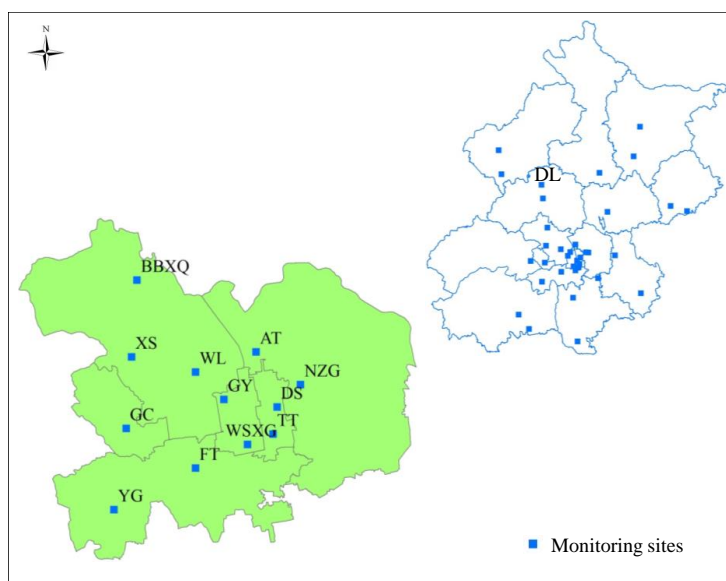 N
DL
BBXQ
XS
WL
AT
NZG
GY
DS
GC
WSXG
TT
FT
YG
Monitoring sites